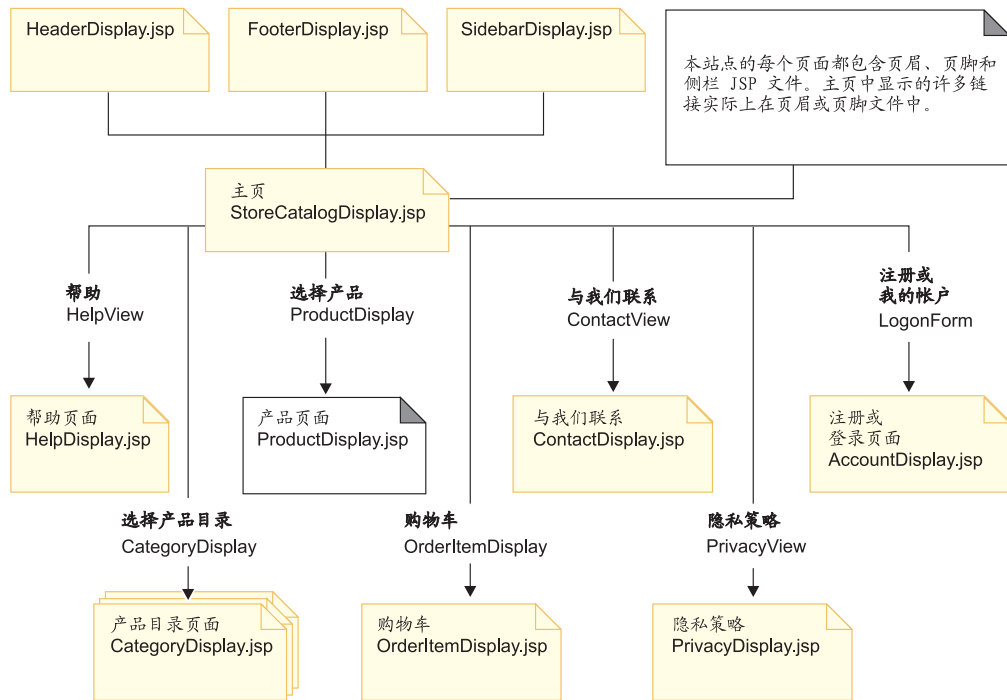 HeaderDisplay.jsp
FooterDisplay.jsp
SidebarDisplay.jsp
本站点的每个页面都包含页眉、页脚和
侧栏 JSP 文件。主页中显示的许多链
接实际上在页眉或页脚文件中。
主页
StoreCatalogDisplay.jsp
帮助
HelpView
选择产品
ProductDisplay
与我们联系
ContactView
注册或
我的帐户
LogonForm
帮助页面
HelpDisplay.jsp
产品页面
ProductDisplay.jsp
与我们联系
ContactDisplay.jsp
注册或
登录页面
AccountDisplay.jsp
选择产品目录
CategoryDisplay
购物车
OrderItemDisplay
隐私策略
PrivacyView
产品目录页面
CategoryDisplay.jsp
购物车
OrderItemDisplay.jsp
隐私策略
PrivacyDisplay.jsp